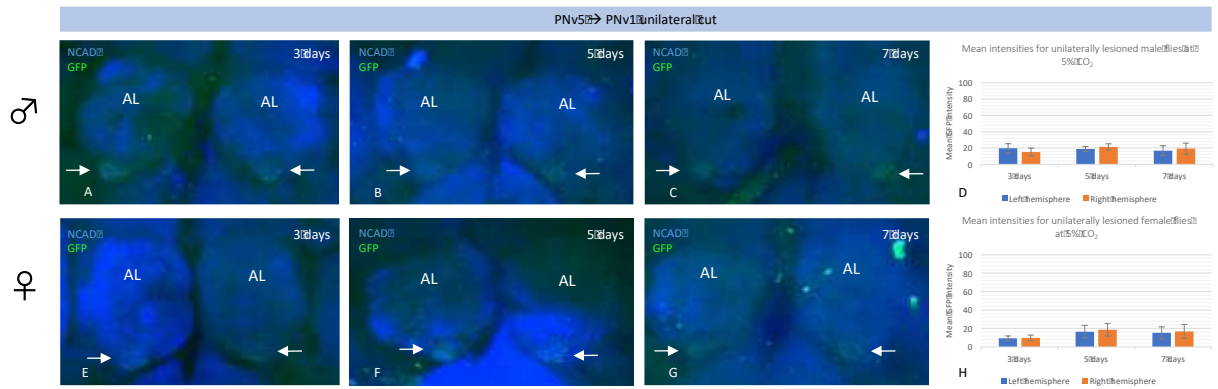 PNv5 → PNv1 unilateral cut
♂
NCAD
GFP
3 days
AL
AL
A
NCAD
GFP
5 days
AL
AL
B
NCAD
GFP
7 days
AL
AL
C
Mean intensities for unilaterally lesioned male flies at
5% CO₂
Mean GFP Intensity
100
80
60
40
20
0
3 days
5 days
7 days
Left hemisphere
Right hemisphere
D
♀
NCAD
GFP
3 days
AL
AL
E
NCAD
GFP
5 days
AL
AL
F
NCAD
GFP
7 days
AL
AL
G
Mean intensities for unilaterally lesioned female flies
at 5% CO₂
Mean GFP Intensity
100
80
60
40
20
0
3 days
5 days
7 days
Left hemisphere
Right hemisphere
H